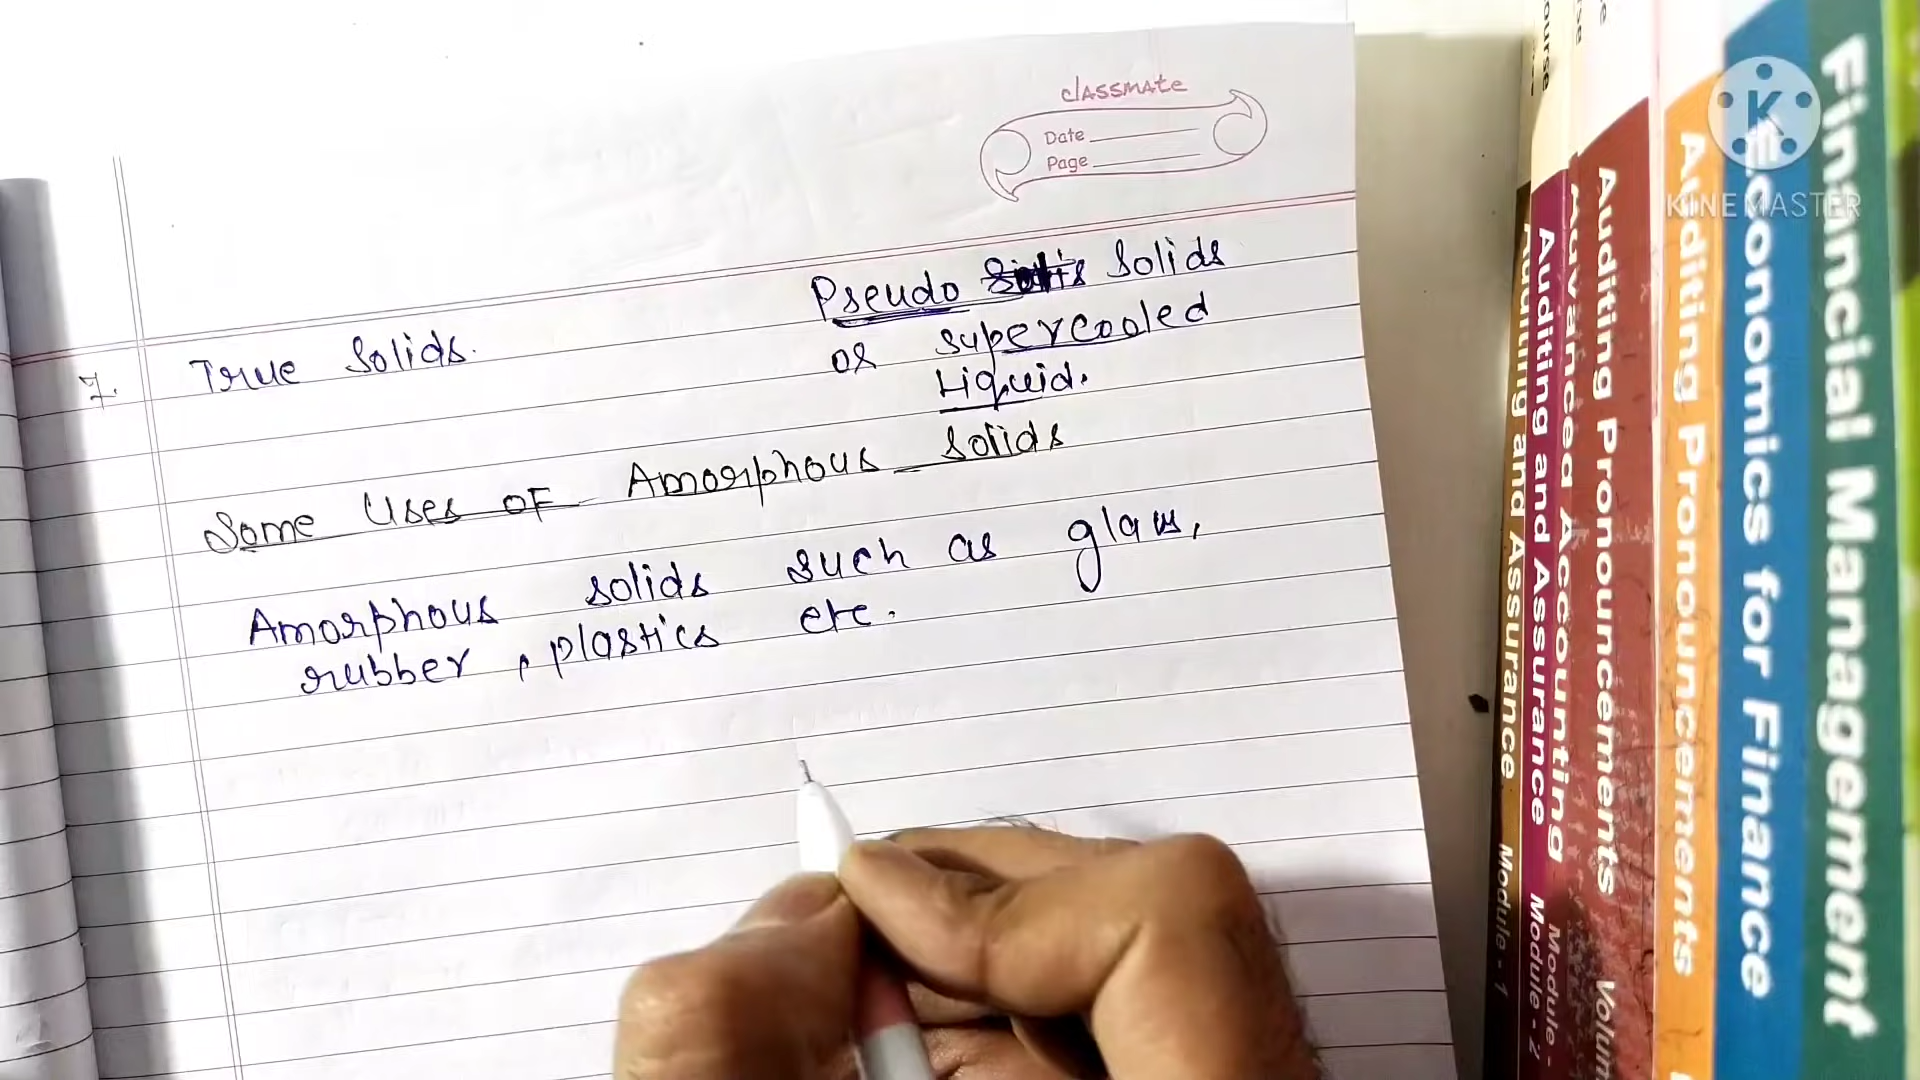 classmate
Date
Page
7. True Solids. Pseudo Solids
or supercooled
Liquid.
Some Uses OF Amorphous solids
Amorphous solids such as glass,
rubber, plastics etc.
Auditing and Assurance Module - 1
Auditing and Assurance Module - 2
Advanced Accounting Module -
Auditing Pronouncements Volum
Auditing Pronouncements
Economics for Finance
Financial Management
KINEMASTER